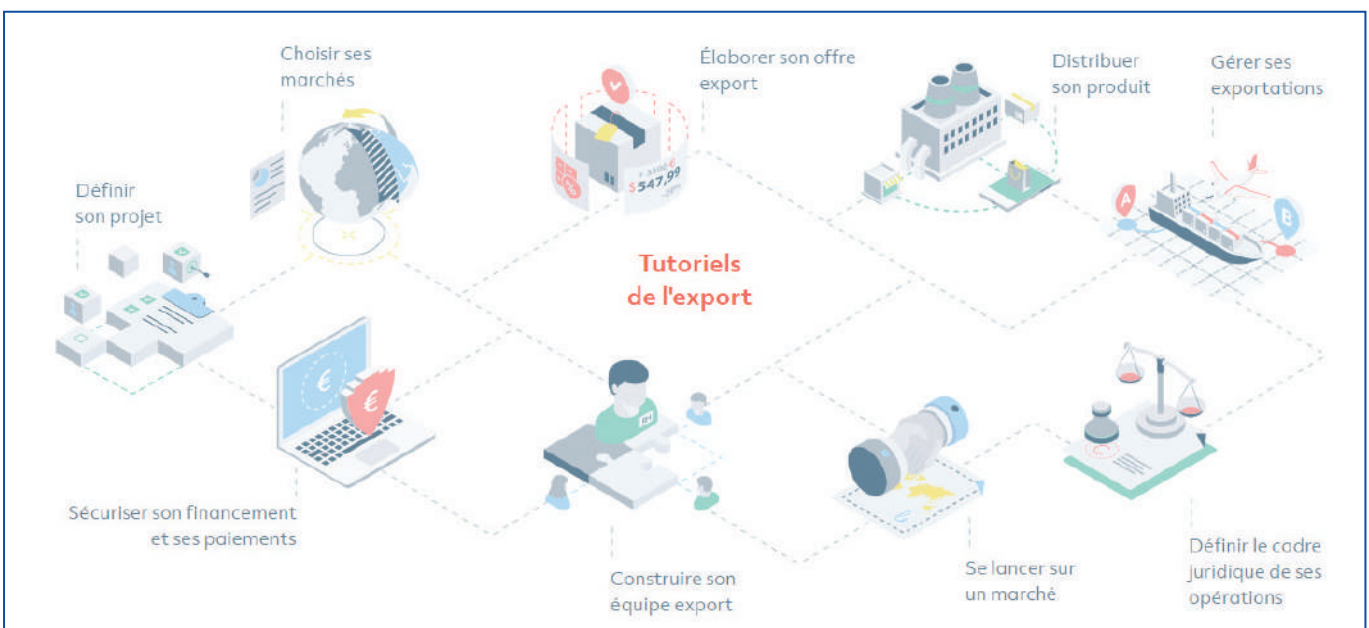 Choisir ses
marchés
Élaborer son offre
export
Distribuer
son produit
Gérer ses
exportations
Définir
son projet
%
$547,99
A
B
Tutoriels
de l'export
€
€
Sécuriser son financement
et ses paiements
Construire son
équipe export
Se lancer sur
un marché
Définir le cadre
juridique de ses
opérations